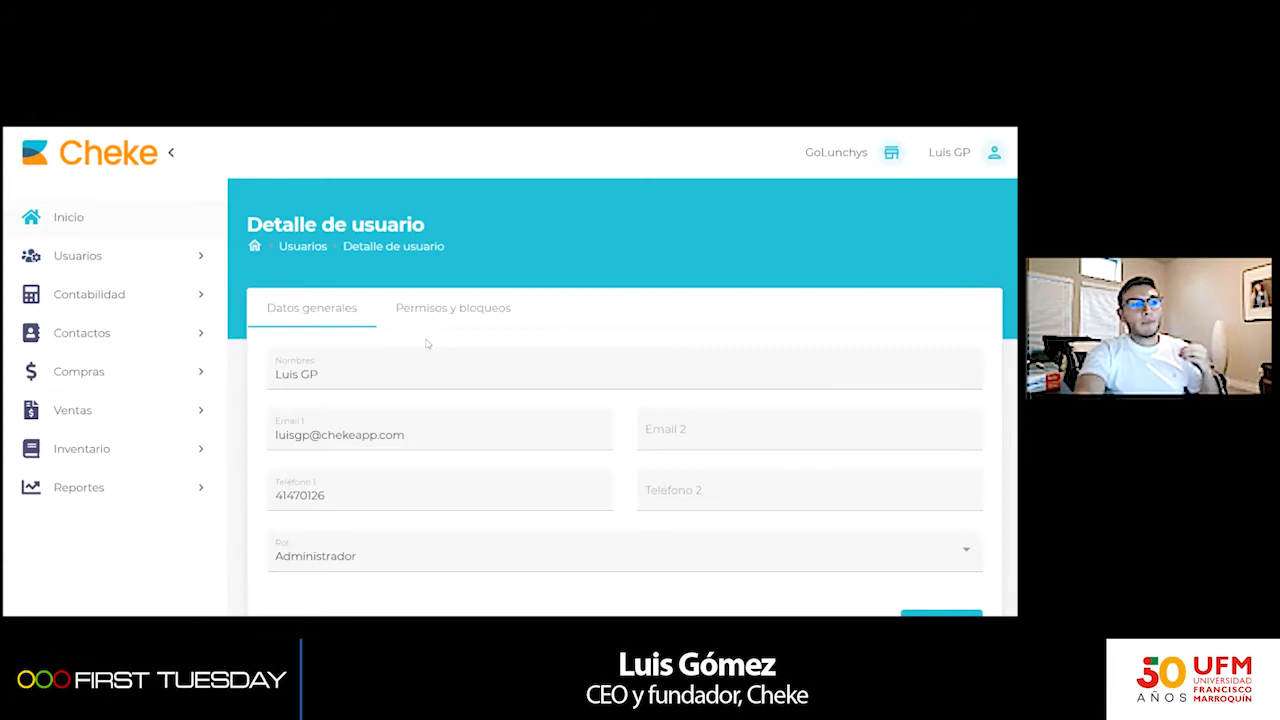 Cheke
GoLunchys
Luis GP
Inicio
Usuarios
Contabilidad
Contactos
Compras
Ventas
Inventario
Reportes
Detalle de usuario
Usuarios
Detalle de usuario
Datos generales
Permisos y bloqueos
Nombres
Luis GP
Email 1
luisgp@chekeapp.com
Email 2
Teléfono 1
41470126
Teléfono 2
Rol
Administrador
FIRST TUESDAY
Luis Gómez
CEO y fundador, Cheke
50
AÑOS
UFM
UNIVERSIDAD
FRANCISCO
MARROQUÍN